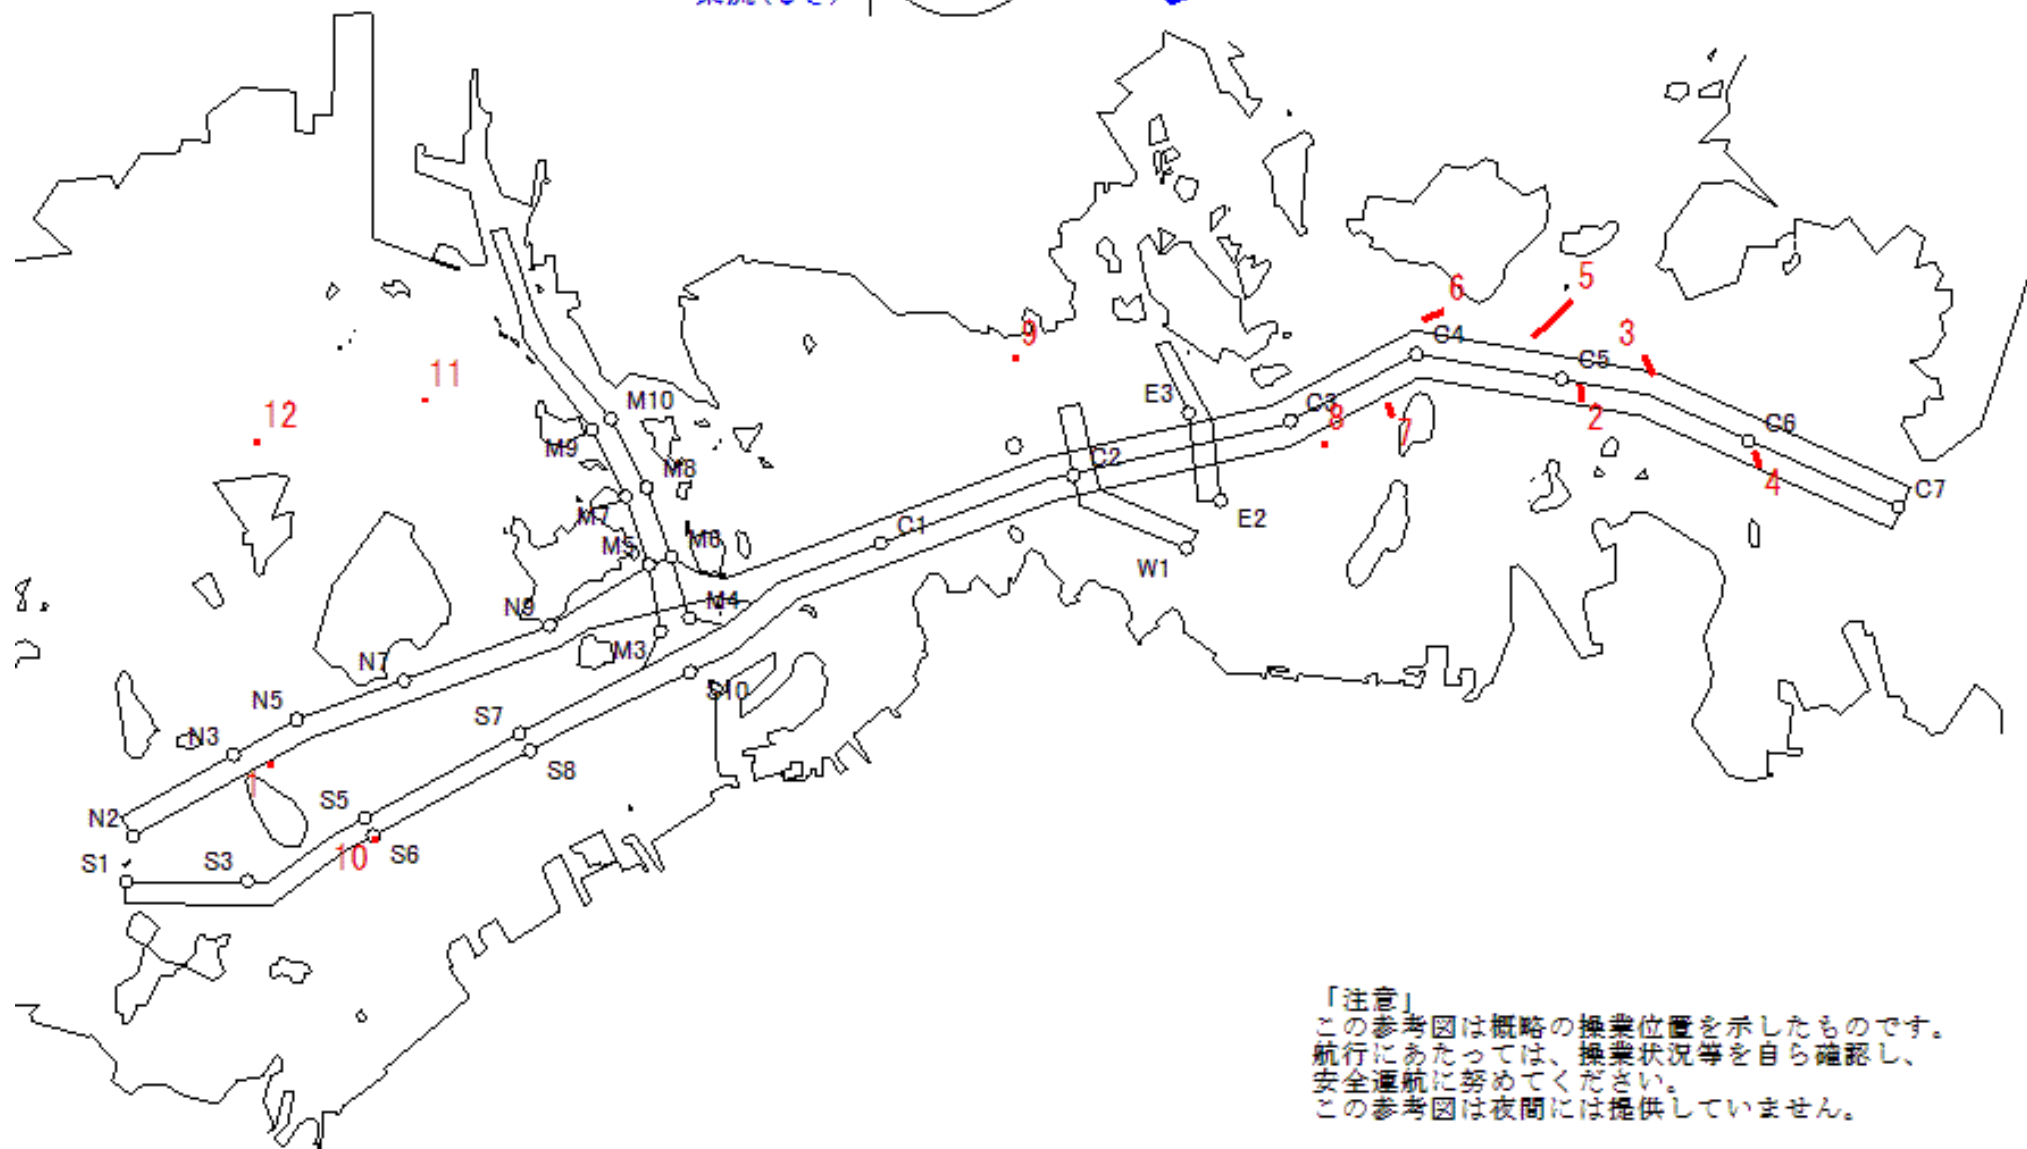 6
5
C4
3
9
C5
11
E3
M10
C3
12
8
2
C6
7
M9
C2
M8
4
C7
M7
E2
C1
M6
M5
W1
N9
M4
M3
N7
S10
N5
S7
N3
S8
1
S5
N2
10
S6
S1
S3
「注意」
この参考図は概略の操業位置を示したものです。
航行にあたっては、操業状況等を自ら確認し、
安全運航に努めてください。
この参考図は夜間には提供していません。